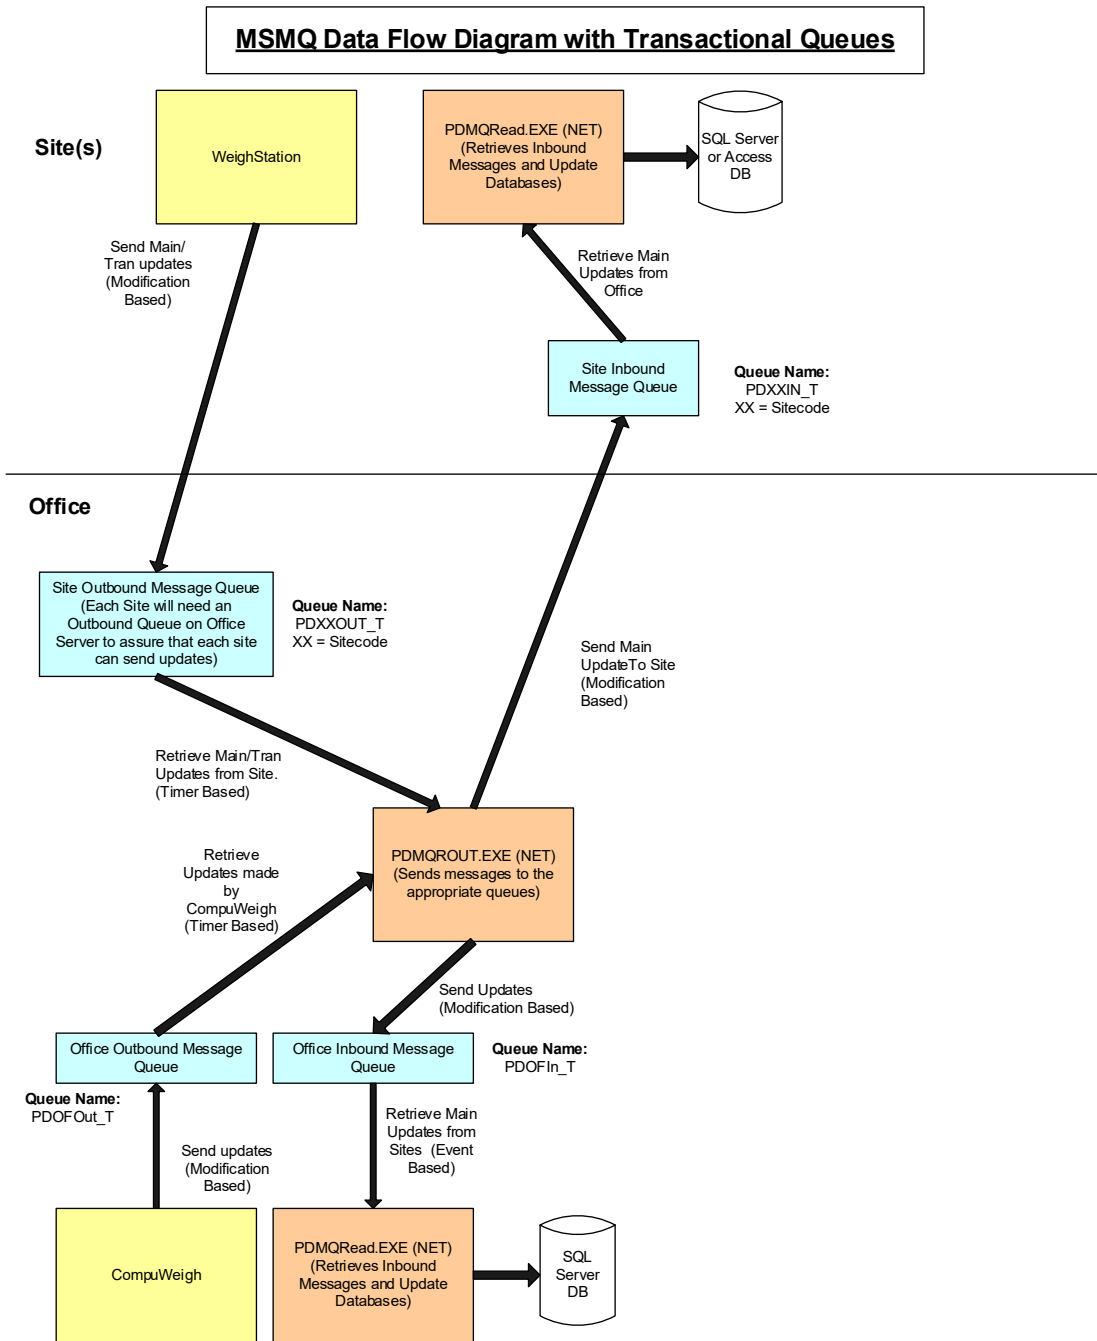 MSMQ Data Flow Diagram with Transactional Queues
Site(s)
WeighStation
PDMQRead.EXE (NET)
(Retrieves Inbound
Messages and Update
Databases)
SQL Server
or Access
DB
Send Main/
Tran updates
(Modification
Based)
Retrieve Main
Updates from
Office
Site Inbound
Message Queue
Queue Name:
PDXXIN_T
XX = Sitecode
Office
Site Outbound Message Queue
(Each Site will need an
Outbound Queue on Office
Server to assure that each site
can send updates)
Queue Name:
PDXXOUT_T
XX = Sitecode
Send Main
UpdateTo Site
(Modification
Based)
Retrieve Main/Tran
Updates from Site.
(Timer Based)
Retrieve
Updates made
by
CompuWeigh
(Timer Based)
PDMQROUT.EXE (NET)
(Sends messages to the
appropriate queues)
Send Updates
(Modification Based)
Office Outbound Message
Queue
Office Inbound Message
Queue
Queue Name:
PDOFIn_T
Queue Name:
PDOFOut_T
Send updates
(Modification
Based)
Retrieve Main
Updates from
Sites (Event
Based)
CompuWeigh
PDMQRead.EXE (NET)
(Retrieves Inbound
Messages and Update
Databases)
SQL
Server
DB